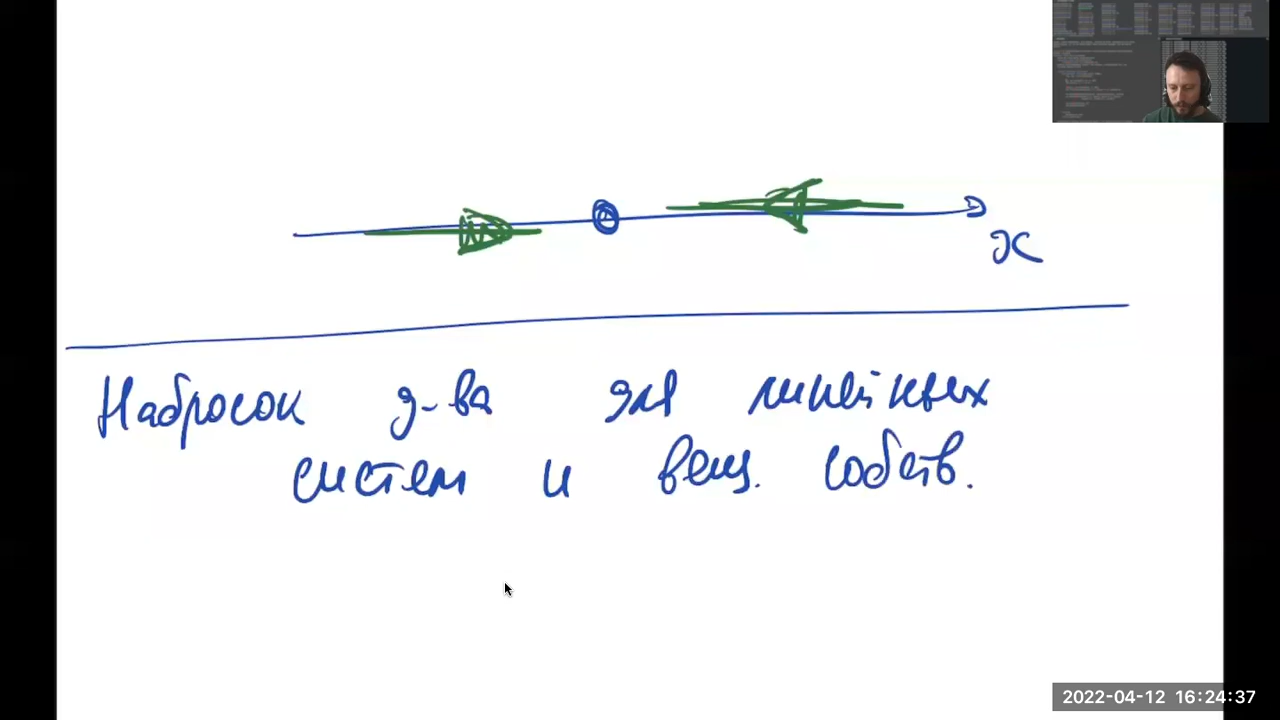 x
Набросок д-ва для линейных
систем и вещ. собств.
2022-04-12 16:24:37